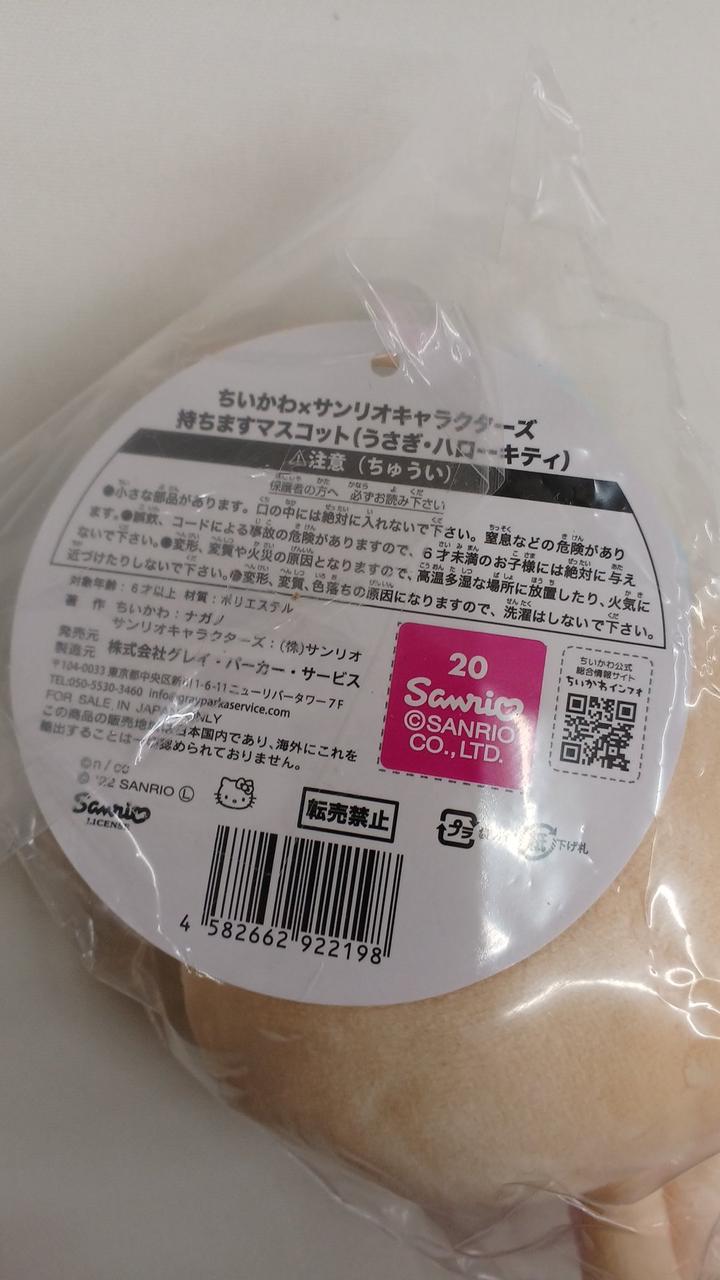 ちいかわ×サンリオキャラクターズ
持ちますマスコット(うさぎ・ハローキティ)
⚠注意(ちゅうい)
保護者の方へ 必ずお読み下さい
●小さな部品があります。口の中には絶対に入れないで下さい。窒息などの危険があり
ます。●誤飲、コードによる事故の危険がありますので、6才未満のお子様には絶対に与え
ないで下さい。●変形、変質や火災の原因となりますので、高温多湿な場所に放置したり、火気に
近づけたりしないで下さい。●変形、変質、色落ちの原因になりますので、洗濯はしないで下さい。
対象年齢:6才以上 材質:ポリエステル
著 作 ちいかわ:ナガノ
サンリオキャラクターズ:(株)サンリオ
発売元
製造元 株式会社グレイ・パーカー・サービス
〒104-0033 東京都中央区新川1-6-11ニューリバータワー7F
TEL:050-5530-3460 info@grayparkaservice.com
FOR SALE IN JAPAN ONLY
この商品の販売地域は日本国内であり、海外にこれを
輸出することは一切認められておりません。
20
Sanrio
©SANRIO
CO., LTD.
ちいかわ公式
総合情報サイト
ちいかわインフォ
©n / co
© '22 SANRIO Ⓛ
Sanrio
LICENSE
転売禁止
プラ
紙
下げ札
4 582662 922198